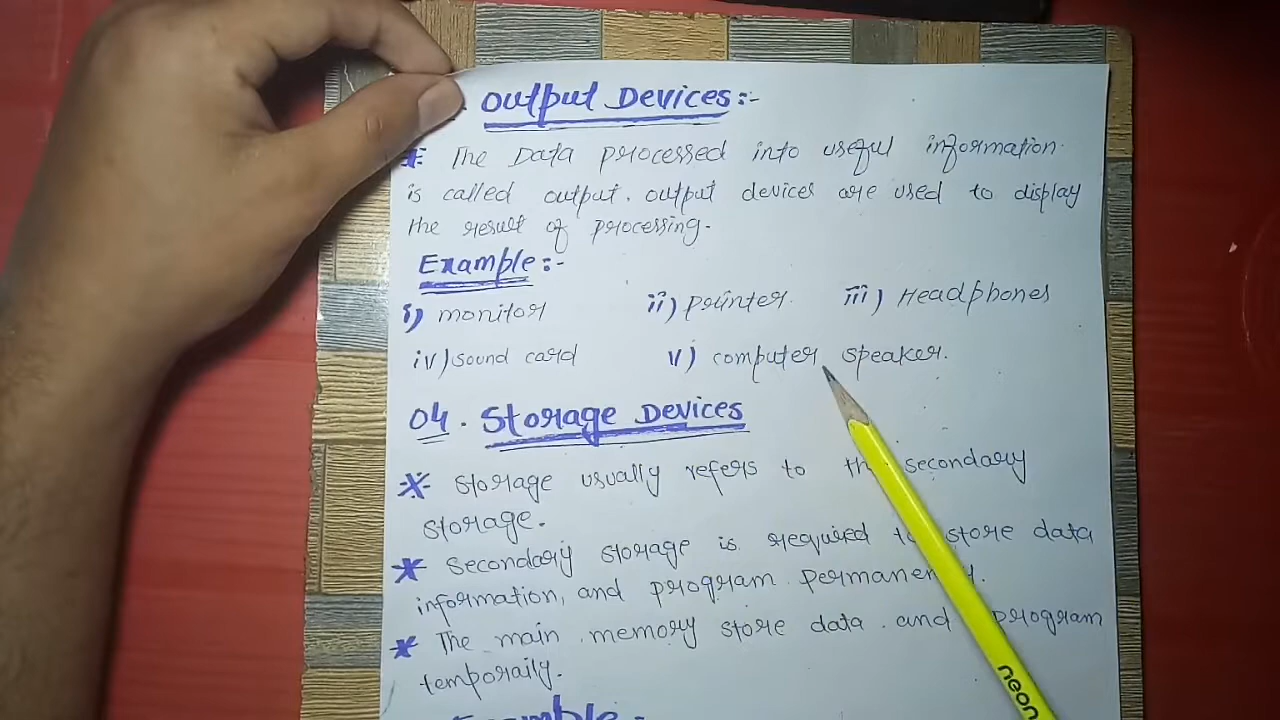 Output Devices:-
* The Data processed into useful information.
is called output. output devices are used to display
result of processing.
Example:-
i) monitor ii) printer. iii) Headphones
iv) sound card v) computer speaker.
04. Storage Devices
* Storage usually refers to the secondary
storage.
* Secondary storage is required to store data
information, and program permanently.
* The main memory store data and program
temporaily.
Example:
neon